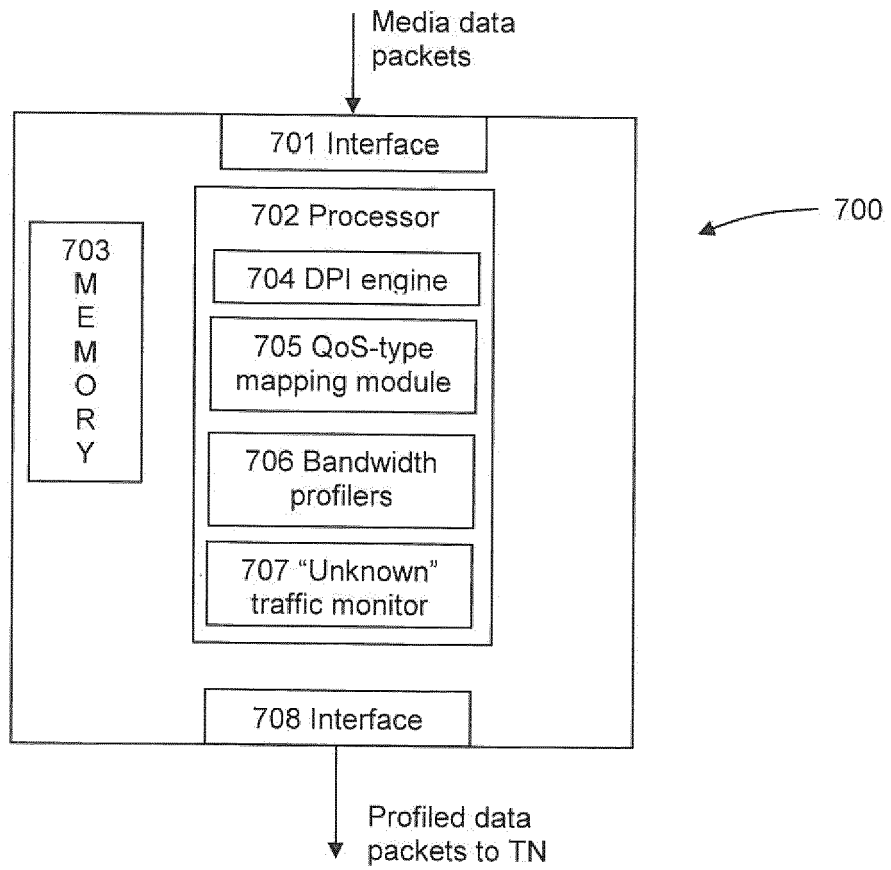 Media data
packets
701 Interface
700
702 Processor
703
M
E
M
O
R
Y
704 DPI engine
705 QoS-type
mapping module
706 Bandwidth
profilers
707 “Unknown”
traffic monitor
708 Interface
Profiled data
packets to TN